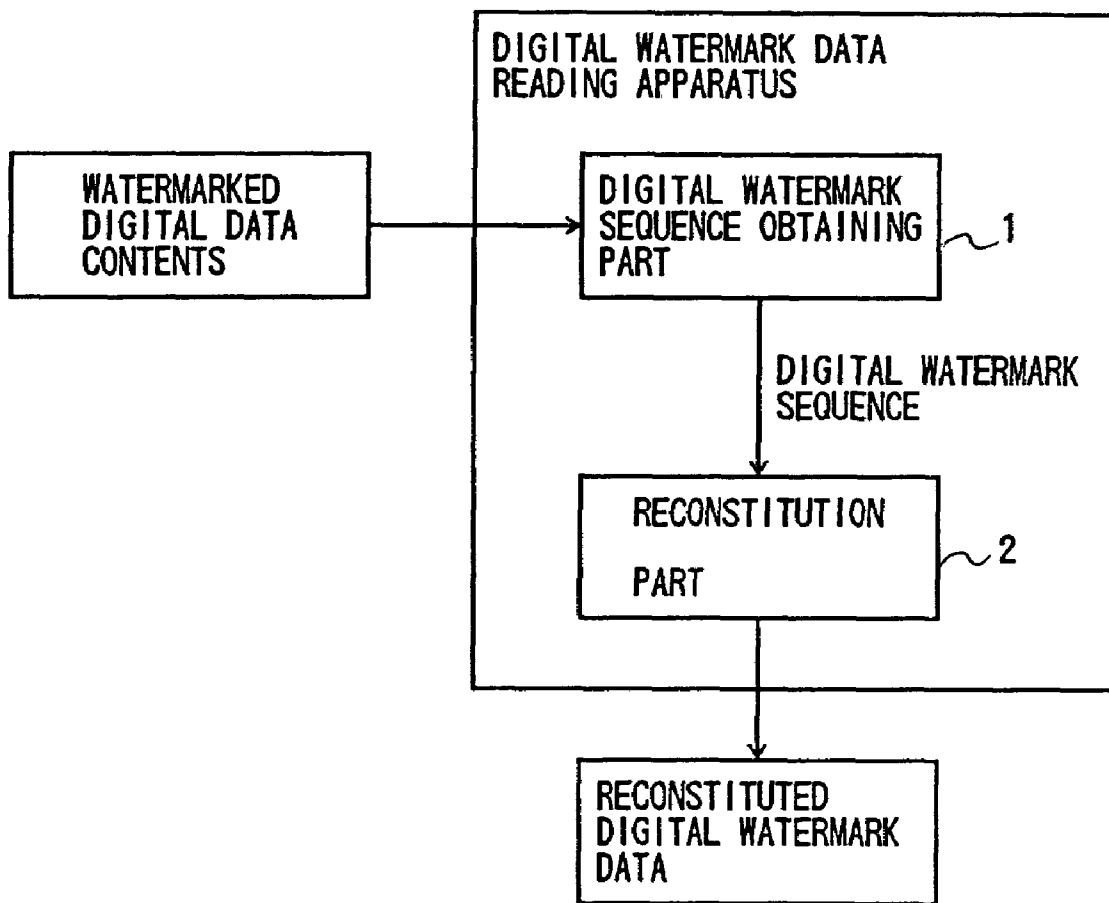 DIGITAL WATERMARK DATA
READING APPARATUS
WATERMARKED
DIGITAL DATA
CONTENTS
DIGITAL WATERMARK
SEQUENCE OBTAINING
PART
1
DIGITAL WATERMARK
SEQUENCE
RECONSTITUTION
PART
2
RECONSTITUTED
DIGITAL WATERMARK
DATA